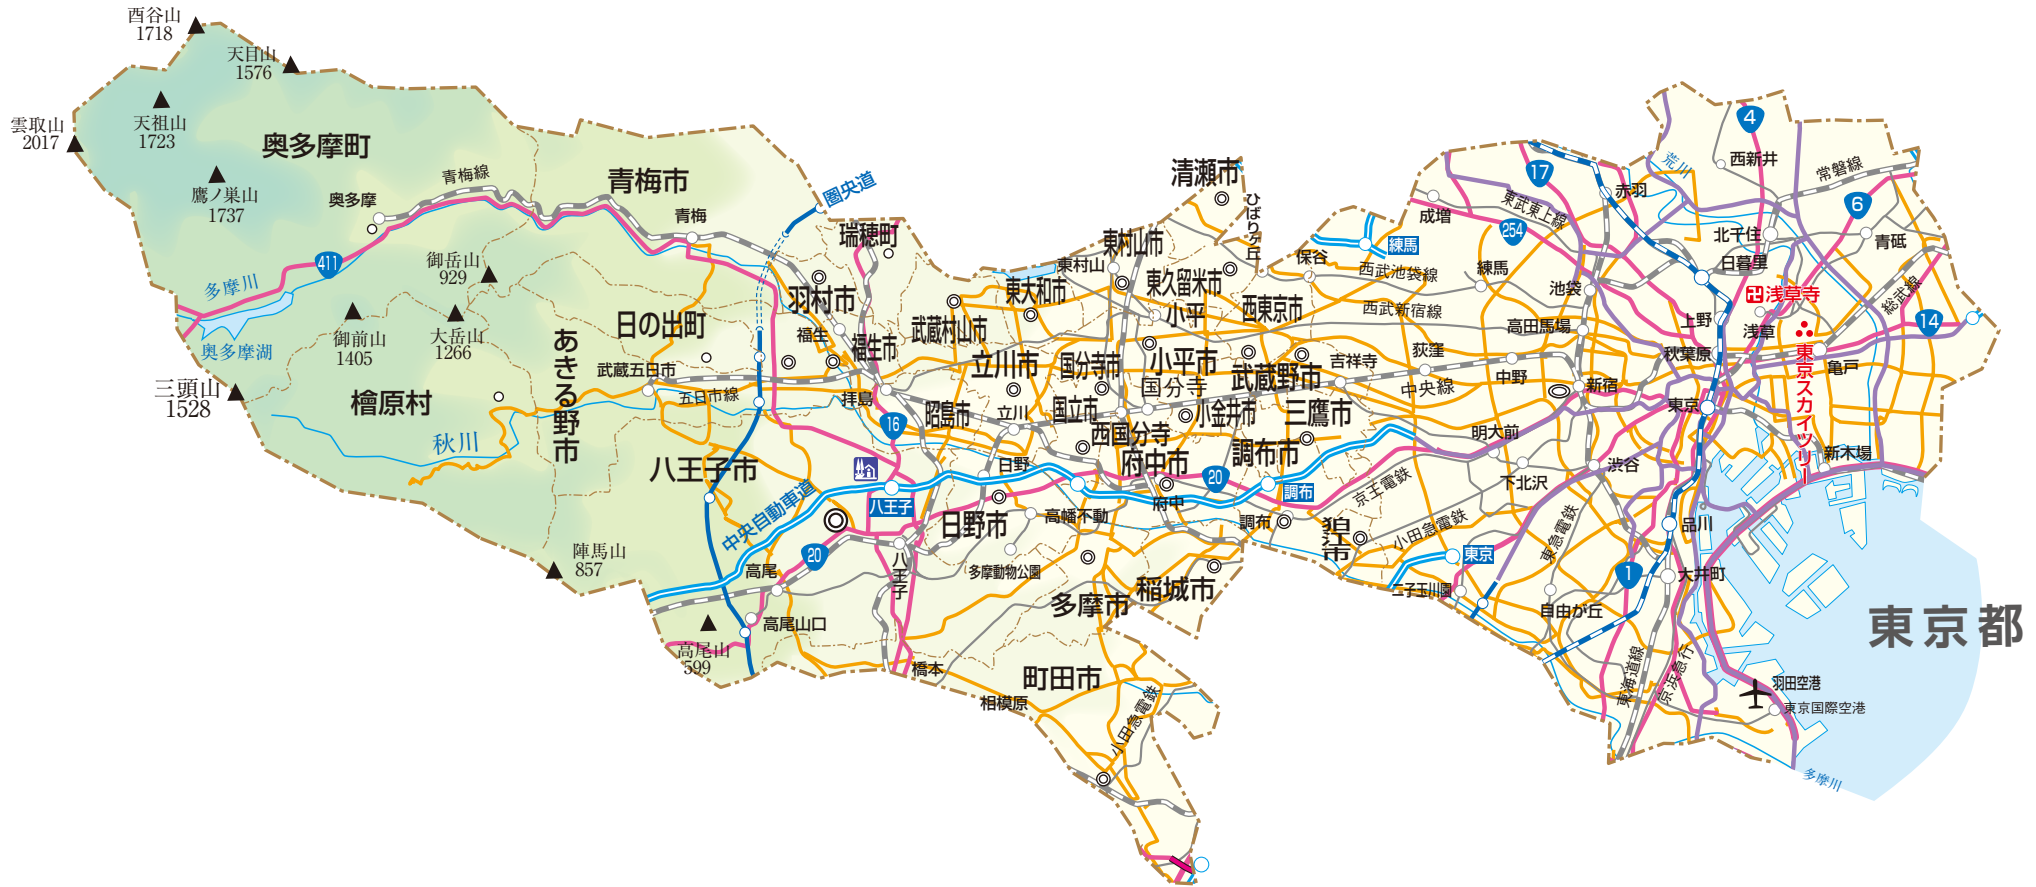 酉谷山
1718
天目山
1576
雲取山
2017
天祖山
1723
奥多摩町
鷹ノ巣山
1737
奥多摩
青梅線
青梅市
青梅
圏央道
411
多摩川
奥多摩湖
御岳山
929
御前山
1405
大岳山
1266
三頭山
1528
檜原村
秋川
あきる野市
日の出町
武蔵五日市
五日市線
八王子市
陣馬山
857
高尾山
599
高尾
高尾山口
中央自動車道
20
八王子
八王子
瑞穂町
羽村市
福生
福生市
拝島
16
昭島市
武蔵村山市
東大和市
立川市
立川
日野
日野市
高幡不動
多摩動物公園
多摩市
稲城市
町田市
橋本
相模原
小田急電鉄
清瀬市
ひばりヶ丘
東村山市
東村山
東久留米市
小平
小平市
国分寺市
国分寺
国立市
西国分寺
府中市
府中
西東京市
武蔵野市
小金井市
三鷹市
調布市
20
調布
調布
狛江市
保谷
練馬
西武池袋線
西武新宿線
吉祥寺
荻窪
中央線
中野
明大前
京王電鉄
小田急電鉄
下北沢
東京
二子玉川園
東急電鉄
自由が丘
成増
東武東上線
254
17
練馬
池袋
高田馬場
新宿
渋谷
赤羽
荒川
4
西新井
常磐線
6
北千住
青砥
日暮里
浅草寺
上野
浅草
総武線
14
秋葉原
亀戸
東京スカイツリー
東京
新木場
品川
1
大井町
東海道線
京浜急行
羽田空港
東京国際空港
多摩川
東京都